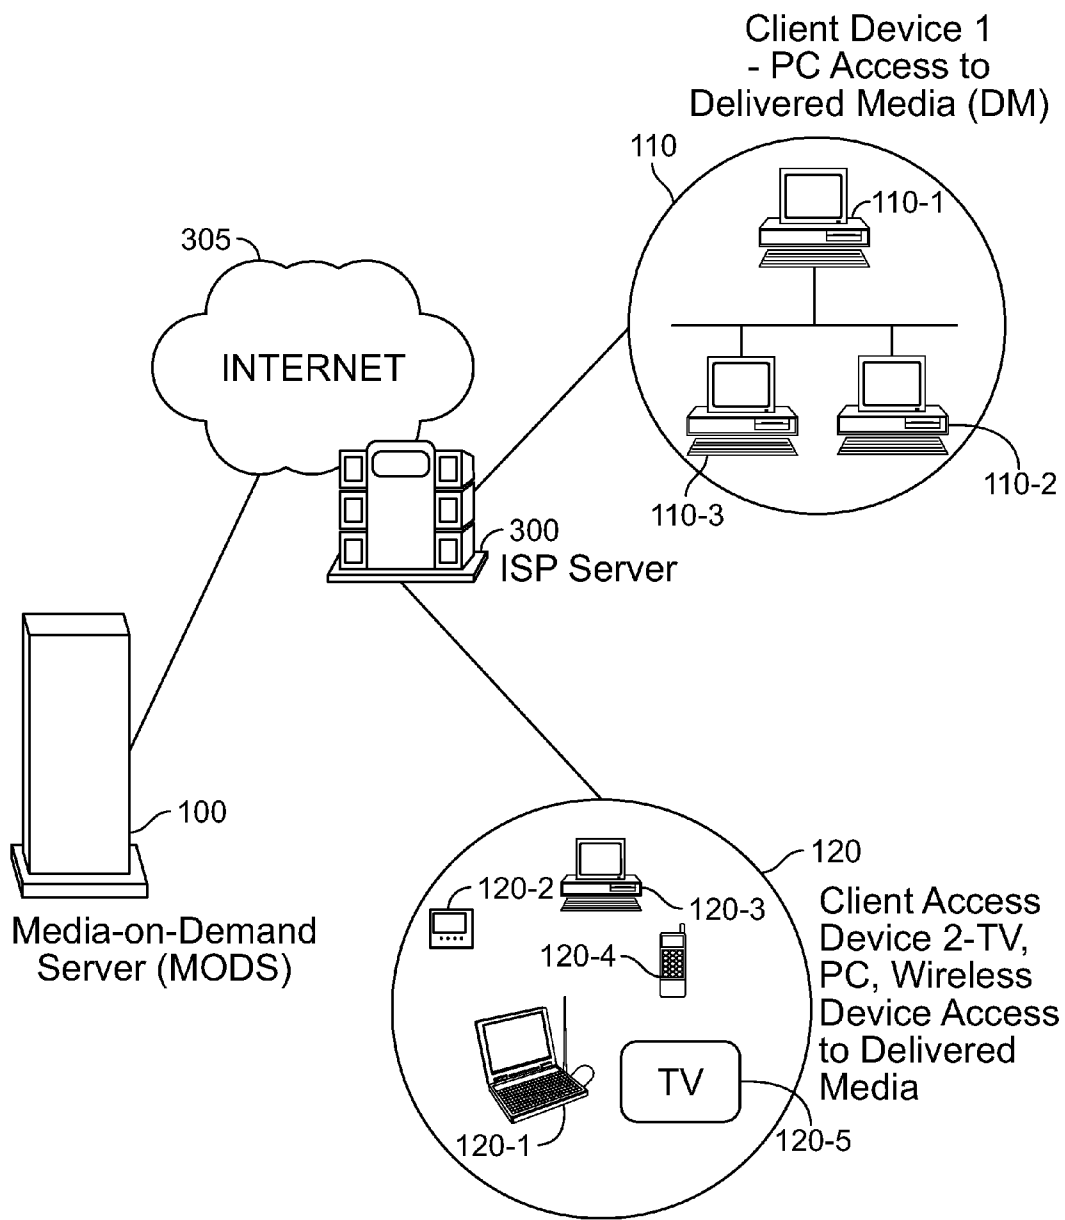 Client Device 1
- PC Access to
Delivered Media (DM)
110
110-1
305
INTERNET
110-2
110-3
300
ISP Server
100
Media-on-Demand
Server (MODS)
120
120-2
120-3
120-4
Client Access
Device 2-TV,
PC, Wireless
Device Access
to Delivered
Media
TV
120-1
120-5